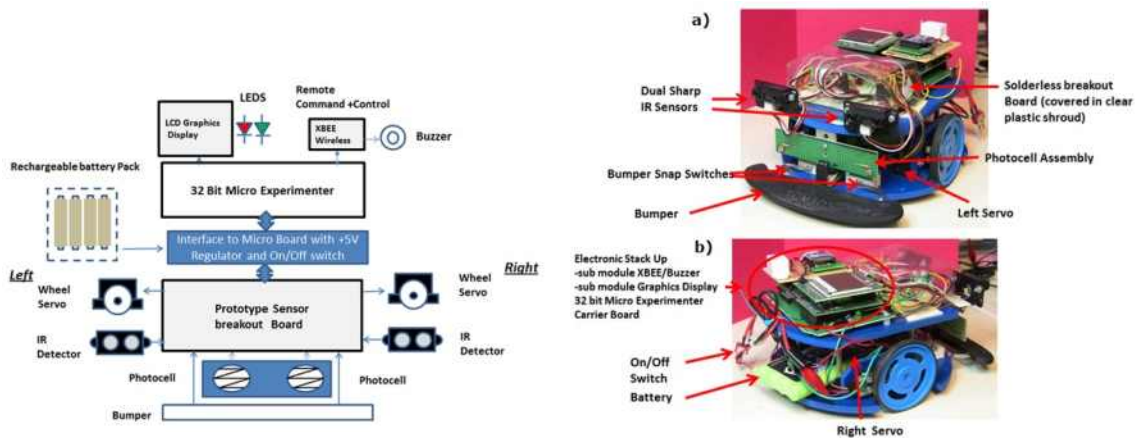 Remote
Command +Control
LEDS
LCD Graphics
Display
XBEE
Wireless
Buzzer
Rechargeable battery Pack
32 Bit Micro Experimenter
Interface to Micro Board with +5V
Regulator and On/Off switch
Left
Right
Wheel
Servo
Wheel
Servo
Prototype Sensor
breakout Board
IR
Detector
IR
Detector
Photocell
Photocell
Bumper
a)
Dual Sharp
IR Sensors
Solderless breakout
Board (covered in clear
plastic shroud)
Photocell Assembly
Bumper Snap Switches
Bumper
Left Servo
b)
Electronic Stack Up
-sub module XBEE/Buzzer
-sub module Graphics Display
32 bit Micro Experimenter
Carrier Board
On/Off
Switch
Battery
Right Servo